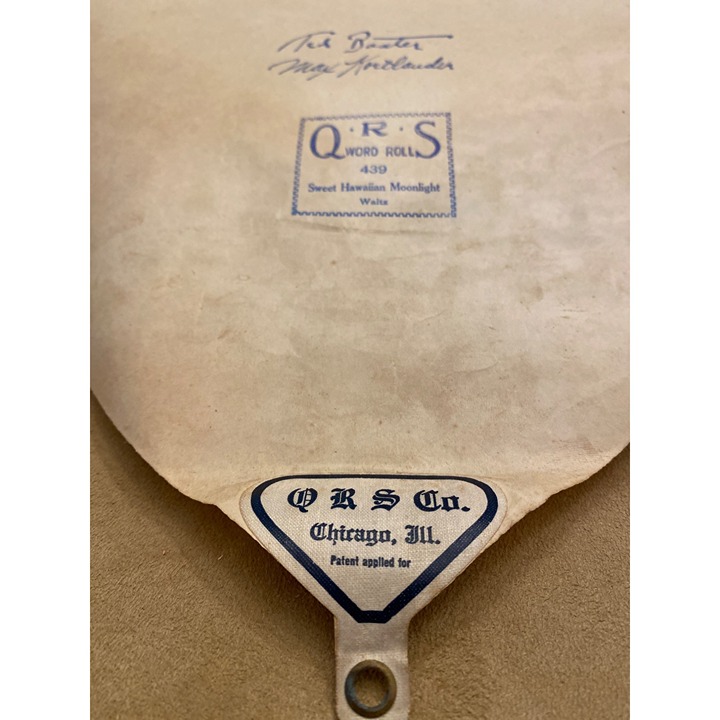 Ted Baxter
Max Kortlander
Q·R·S
WORD ROLL
439
Sweet Hawaiian Moonlight
Waltz
Q R S Co.
Chicago, Ill.
Patent applied for